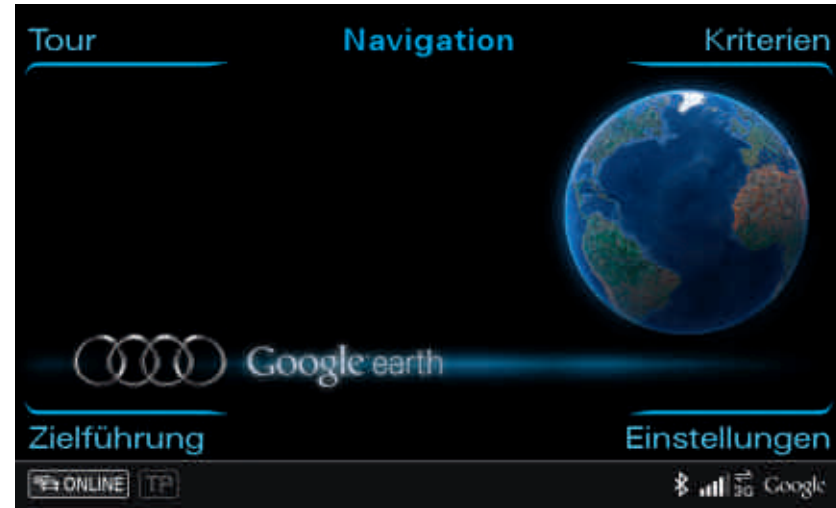 Tour Navigation Kriterien
Google earth
Zielführung Einstellungen
ONLINE TP 3G Google